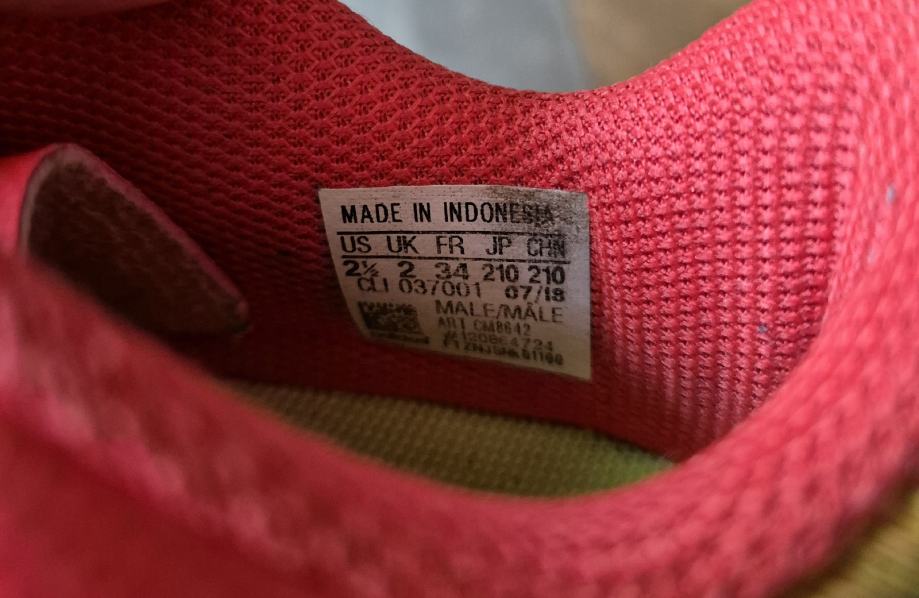 MADE IN INDONESIA
US UK FR JP CHN
2½ 2 34 210 210
CLI 037001 07/18
MALE/MÂLE
ART CM8642